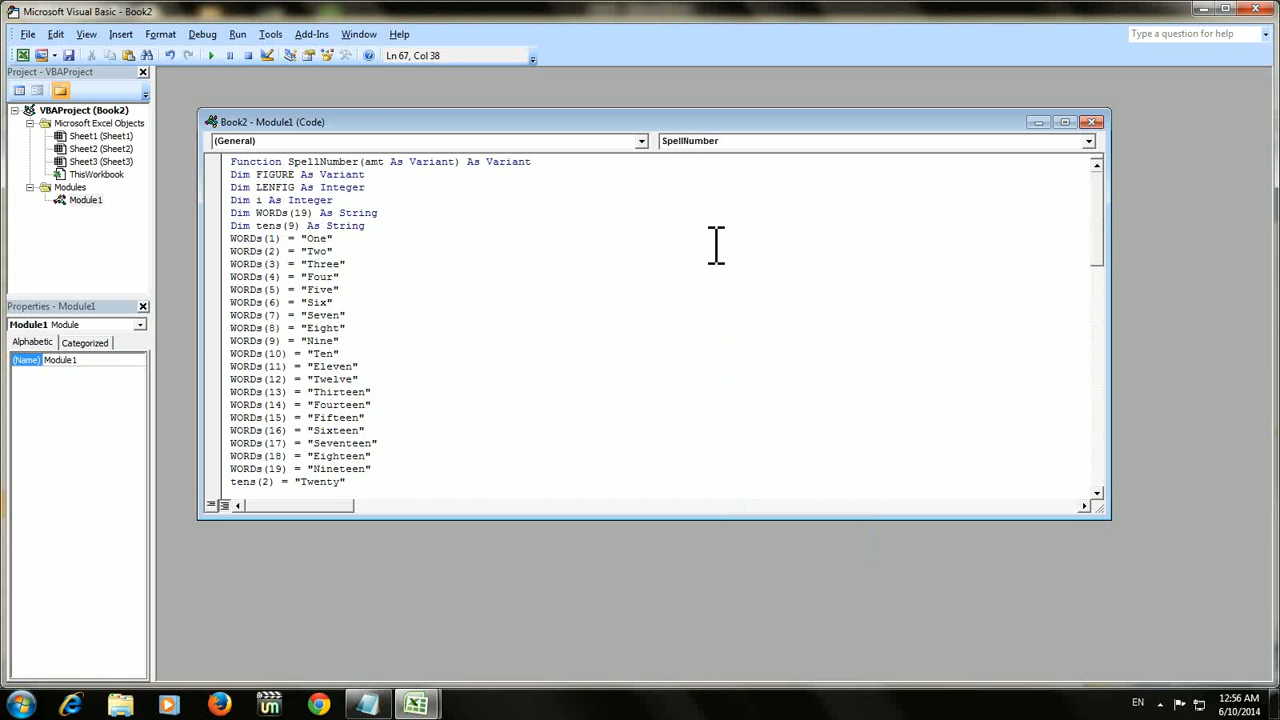 Microsoft Visual Basic - Book2
File Edit View Insert Format Debug Run Tools Add-Ins Window Help
Type a question for help
Ln 67, Col 38
Project - VBAProject
VBAProject (Book2)
Microsoft Excel Objects
Sheet1 (Sheet1)
Sheet2 (Sheet2)
Sheet3 (Sheet3)
ThisWorkbook
Modules
Module1
Properties - Module1
Module1 Module
Alphabetic Categorized
(Name) Module1
Book2 - Module1 (Code)
(General) SpellNumber
Function SpellNumber(amt As Variant) As Variant
Dim FIGURE As Variant
Dim LENFIG As Integer
Dim i As Integer
Dim WORDs(19) As String
Dim tens(9) As String
WORDs(1) = "One"
WORDs(2) = "Two"
WORDs(3) = "Three"
WORDs(4) = "Four"
WORDs(5) = "Five"
WORDs(6) = "Six"
WORDs(7) = "Seven"
WORDs(8) = "Eight"
WORDs(9) = "Nine"
WORDs(10) = "Ten"
WORDs(11) = "Eleven"
WORDs(12) = "Twelve"
WORDs(13) = "Thirteen"
WORDs(14) = "Fourteen"
WORDs(15) = "Fifteen"
WORDs(16) = "Sixteen"
WORDs(17) = "Seventeen"
WORDs(18) = "Eighteen"
WORDs(19) = "Nineteen"
tens(2) = "Twenty"
um
EN
12:56 AM
6/10/2014